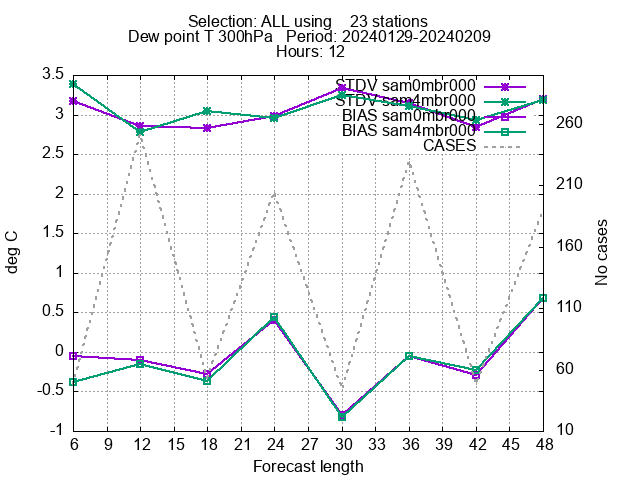 Selection: ALL using    23 stations
Dew point T 300hPa   Period: 20240129-20240209
Hours: 12
3.5
3
2.5
2
1.5
1
0.5
0
-0.5
-1
deg C
STDV sam0mbr000
STDV sam4mbr000
BIAS sam0mbr000
BIAS sam4mbr000
CASES
260
210
160
110
60
10
No cases
6 12 18 24 27 30 33 36 39 42 45 48
Forecast length